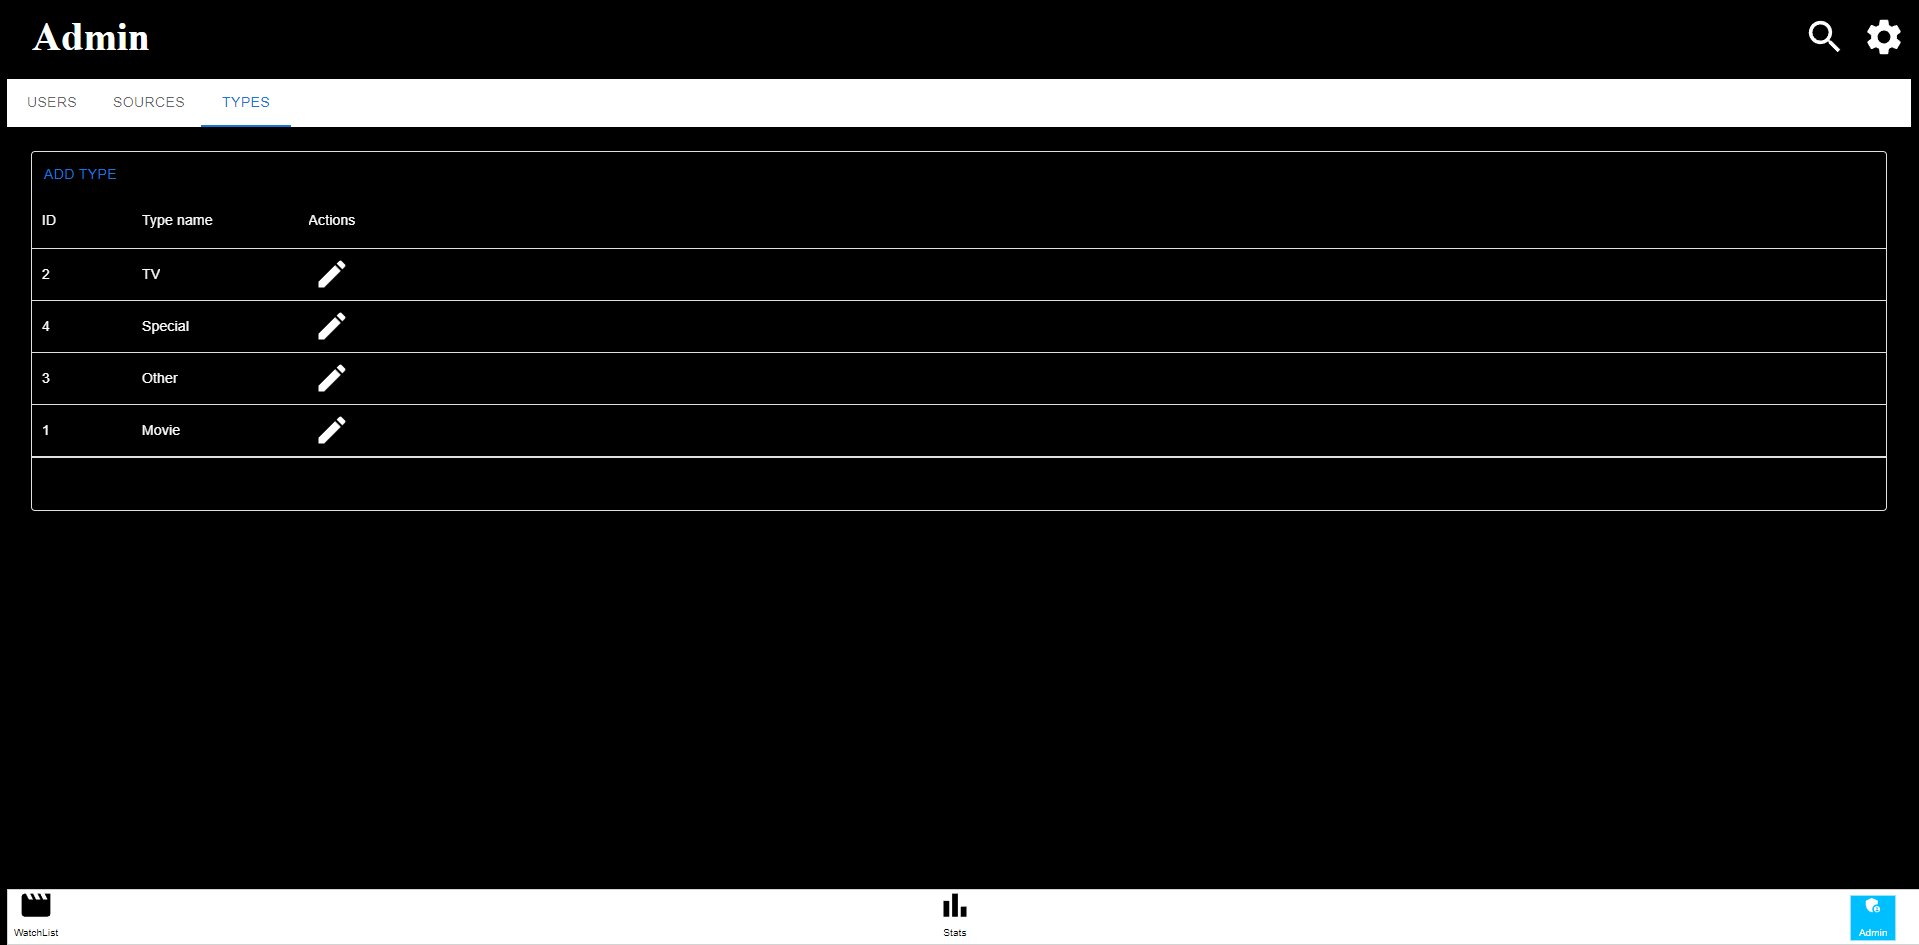 Admin
USERS SOURCES TYPES
ADD TYPE
ID Type name Actions
2 TV
4 Special
3 Other
1 Movie
WatchList Stats Admin